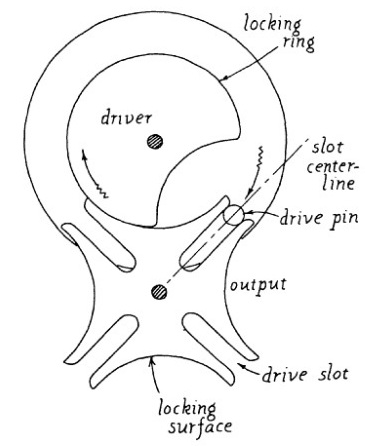 locking
ring
driver
slot
center-
line
drive pin
output
drive slot
locking
surface